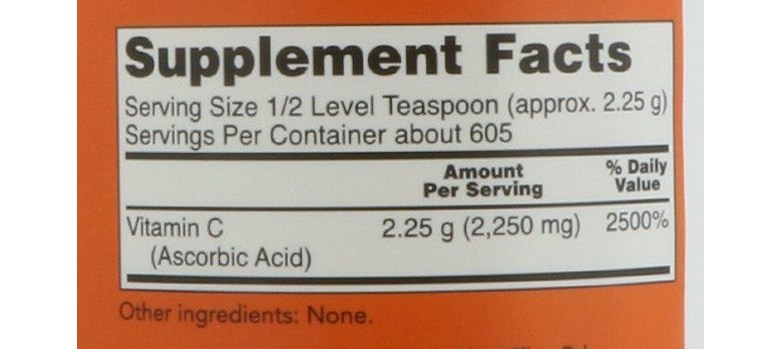 Supplement Facts
Serving Size 1/2 Level Teaspoon (approx. 2.25 g)
Servings Per Container about 605
Amount Per Serving
% Daily Value
Vitamin C 2.25 g (2,250 mg) 2500%
(Ascorbic Acid)
Other ingredients: None.